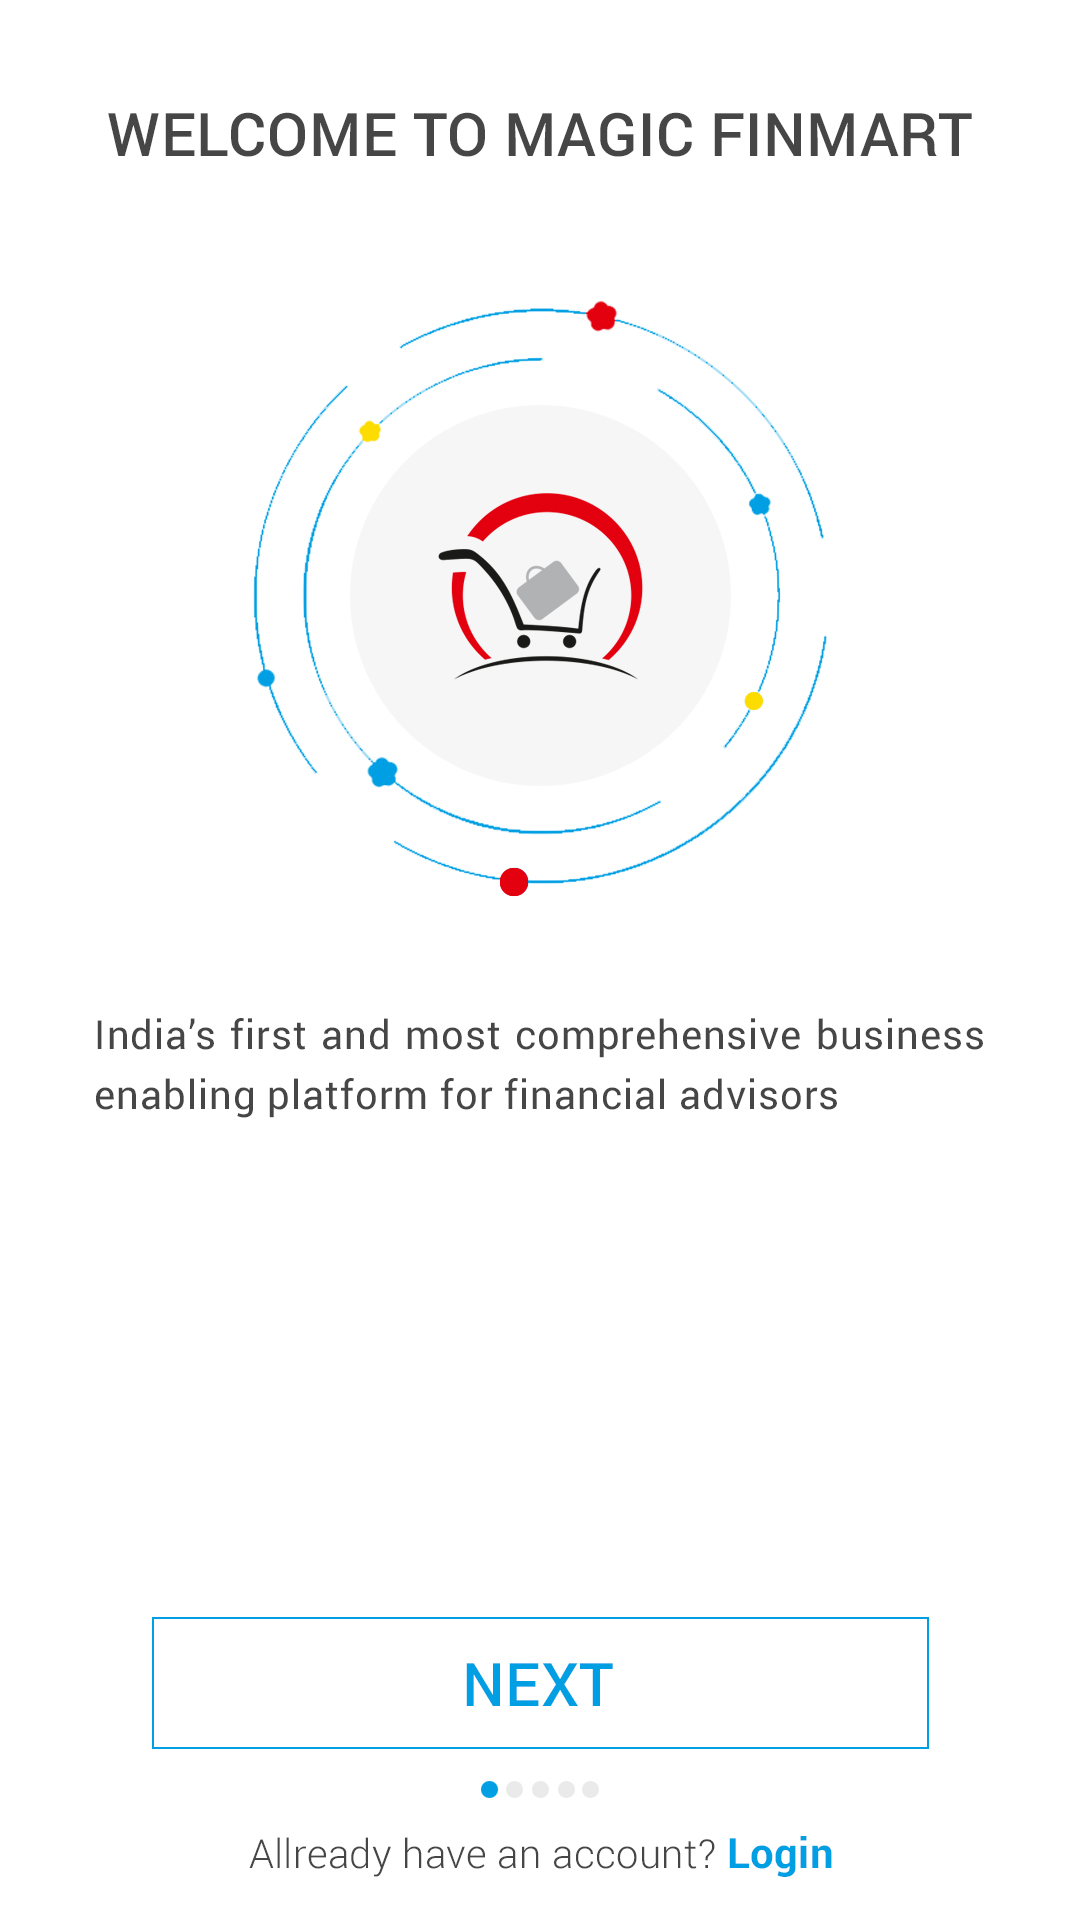 WELCOME TO MAGIC FINMART
India’s first and most comprehensive business
enabling platform for financial advisors
NEXT
Allready have an account? Login